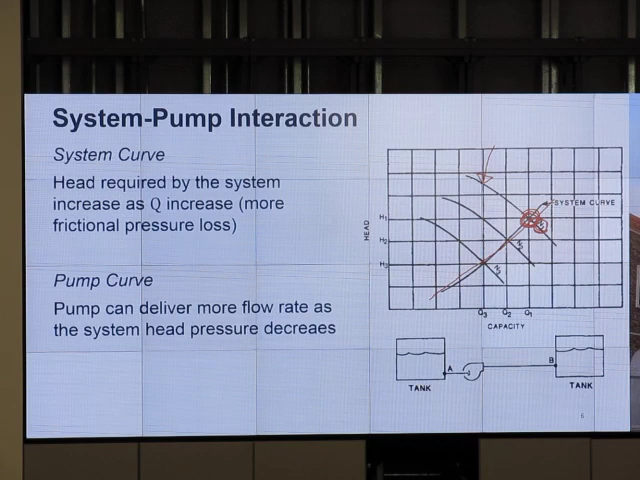 System-Pump Interaction
System Curve
Head required by the system
increase as Q increase (more
frictional pressure loss)
Pump Curve
Pump can deliver more flow rate as
the system head pressure decreaes
SYSTEM CURVE
HEAD
H1
H2
H3
N2
N3
Q3 Q2 Q1
CAPACITY
A
B
TANK
TANK
6